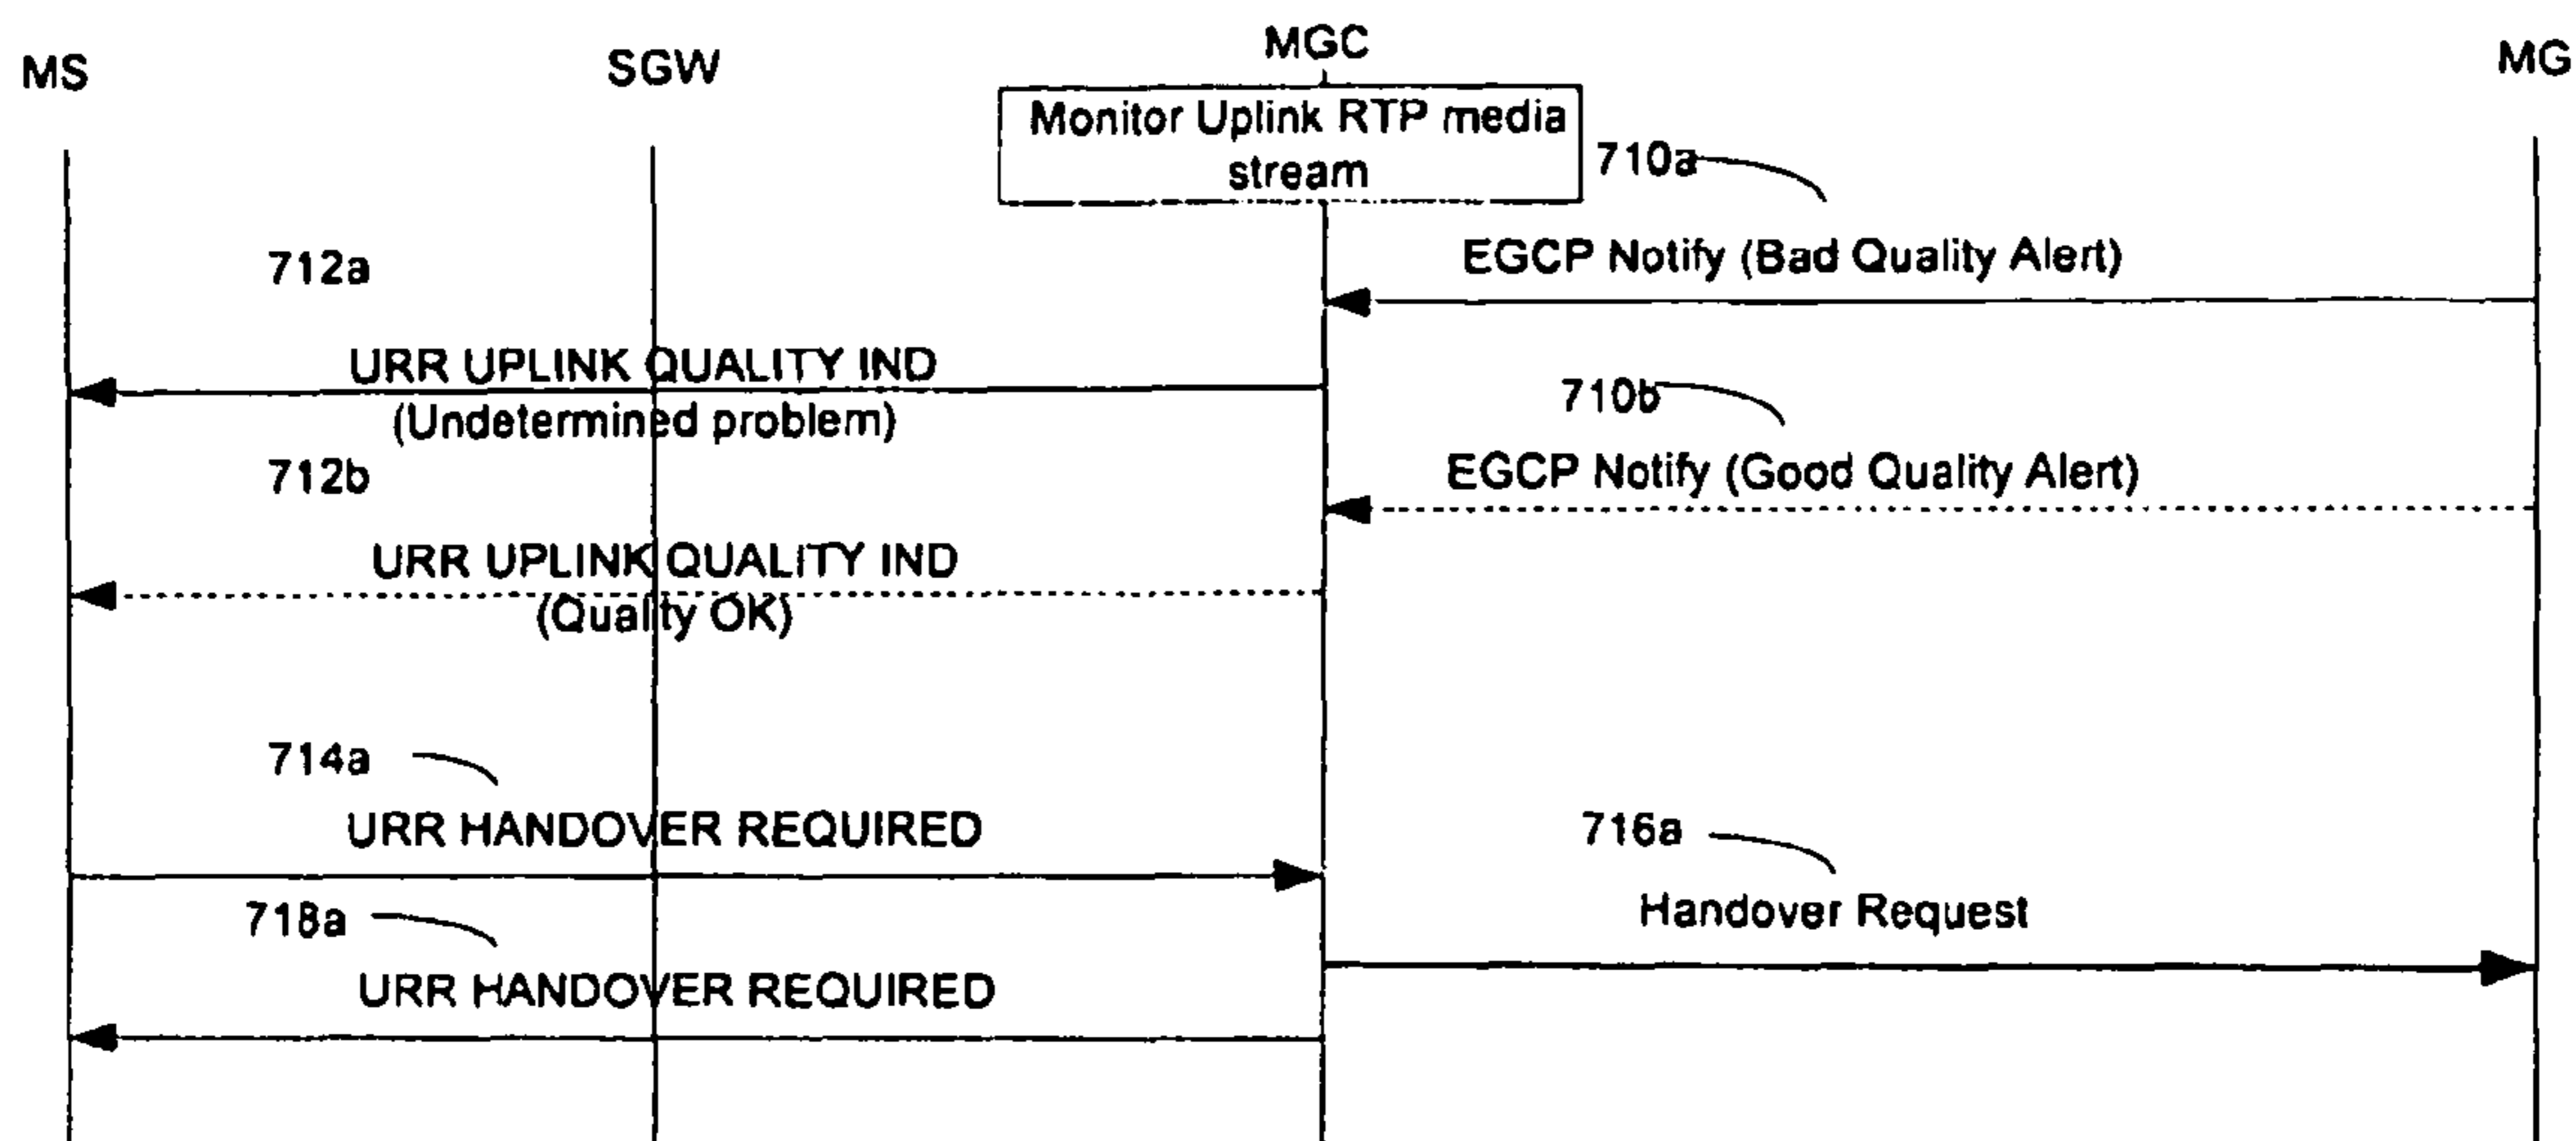 MS
SGW
MGC
MG
Monitor Uplink RTP media
stream
710a
EGCP Notify (Bad Quality Alert)
712a
URR UPLINK QUALITY IND
(Undetermined problem)
710b
EGCP Notify (Good Quality Alert)
712b
URR UPLINK QUALITY IND
(Quality OK)
714a
URR HANDOVER REQUIRED
716a
Handover Request
718a
URR HANDOVER REQUIRED